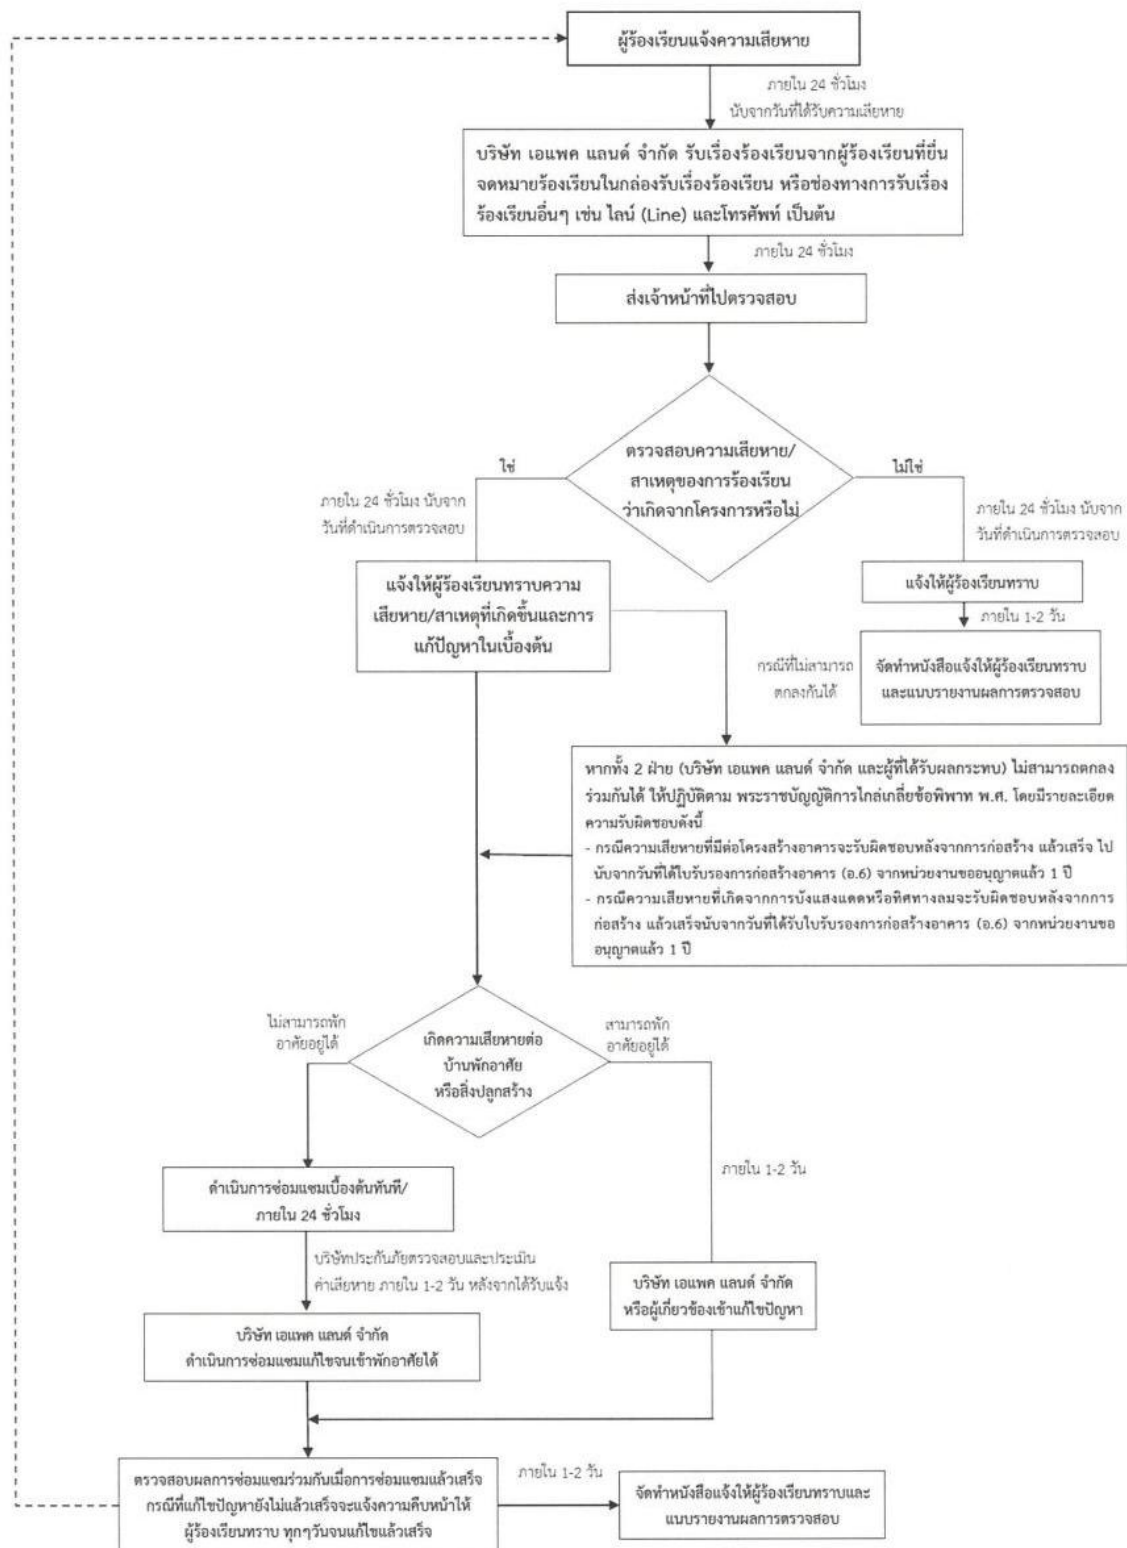 ผู้ร้องเรียนแจ้งความเสียหาย
ภายใน 24 ชั่วโมง
นับจากวันที่ได้รับความเสียหาย
บริษัท เอแพค แลนด์ จำกัด รับเรื่องร้องเรียนจากผู้ร้องเรียนที่ยื่น
จดหมายร้องเรียนในกล่องรับเรื่องร้องเรียน หรือช่องทางการรับเรื่อง
ร้องเรียนอื่นๆ เช่น ไลน์ (Line) และโทรศัพท์ เป็นต้น
ภายใน 24 ชั่วโมง
ส่งเจ้าหน้าที่ไปตรวจสอบ
ตรวจสอบความเสียหาย/
สาเหตุของการร้องเรียน
ว่าเกิดจากโครงการหรือไม่
ใช่
ไม่ใช่
ภายใน 24 ชั่วโมง นับจาก
วันที่ดำเนินการตรวจสอบ
ภายใน 24 ชั่วโมง นับจาก
วันที่ดำเนินการตรวจสอบ
แจ้งให้ผู้ร้องเรียนทราบความ
เสียหาย/สาเหตุที่เกิดขึ้นและการ
แก้ปัญหาในเบื้องต้น
แจ้งให้ผู้ร้องเรียนทราบ
ภายใน 1-2 วัน
จัดทำหนังสือแจ้งให้ผู้ร้องเรียนทราบ
และแนบรายงานผลการตรวจสอบ
กรณีที่ไม่สามารถ
ตกลงกันได้
หากทั้ง 2 ฝ่าย (บริษัท เอแพค แลนด์ จำกัด และผู้ที่ได้รับผลกระทบ) ไม่สามารถตกลง
ร่วมกันได้ ให้ปฏิบัติตาม พระราชบัญญัติการไกล่เกลี่ยข้อพิพาท พ.ศ. โดยมีรายละเอียด
ความรับผิดชอบดังนี้
- กรณีความเสียหายที่มีต่อโครงสร้างอาคารจะรับผิดชอบหลังจากการก่อสร้าง แล้วเสร็จ ไป
นับจากวันที่ได้ใบรับรองการก่อสร้างอาคาร (อ.6) จากหน่วยงานขออนุญาตแล้ว 1 ปี
- กรณีความเสียหายที่เกิดจากการบังแสงแดดหรือทิศทางลมจะรับผิดชอบหลังจากการ
ก่อสร้าง แล้วเสร็จนับจากวันที่ได้รับใบรับรองการก่อสร้างอาคาร (อ.6) จากหน่วยงานขอ
อนุญาตแล้ว 1 ปี
ไม่สามารถพัก
อาศัยอยู่ได้
เกิดความเสียหายต่อ
บ้านพักอาศัย
หรือสิ่งปลูกสร้าง
สามารถพัก
อาศัยอยู่ได้
ภายใน 1-2 วัน
ดำเนินการซ่อมแซมเบื้องต้นทันที/
ภายใน 24 ชั่วโมง
บริษัทประกันภัยตรวจสอบและประเมิน
ค่าเสียหาย ภายใน 1-2 วัน หลังจากได้รับแจ้ง
บริษัท เอแพค แลนด์ จำกัด
หรือผู้เกี่ยวข้องเข้าแก้ไขปัญหา
บริษัท เอแพค แลนด์ จำกัด
ดำเนินการซ่อมแซมแก้ไขจนเข้าพักอาศัยได้
ตรวจสอบผลการซ่อมแซมร่วมกันเมื่อการซ่อมแซมแล้วเสร็จ
กรณีที่แก้ไขปัญหายังไม่แล้วเสร็จจะแจ้งความคืบหน้าให้
ผู้ร้องเรียนทราบ ทุกๆวันจนแก้ไขแล้วเสร็จ
ภายใน 1-2 วัน
จัดทำหนังสือแจ้งให้ผู้ร้องเรียนทราบและ
แนบรายงานผลการตรวจสอบ